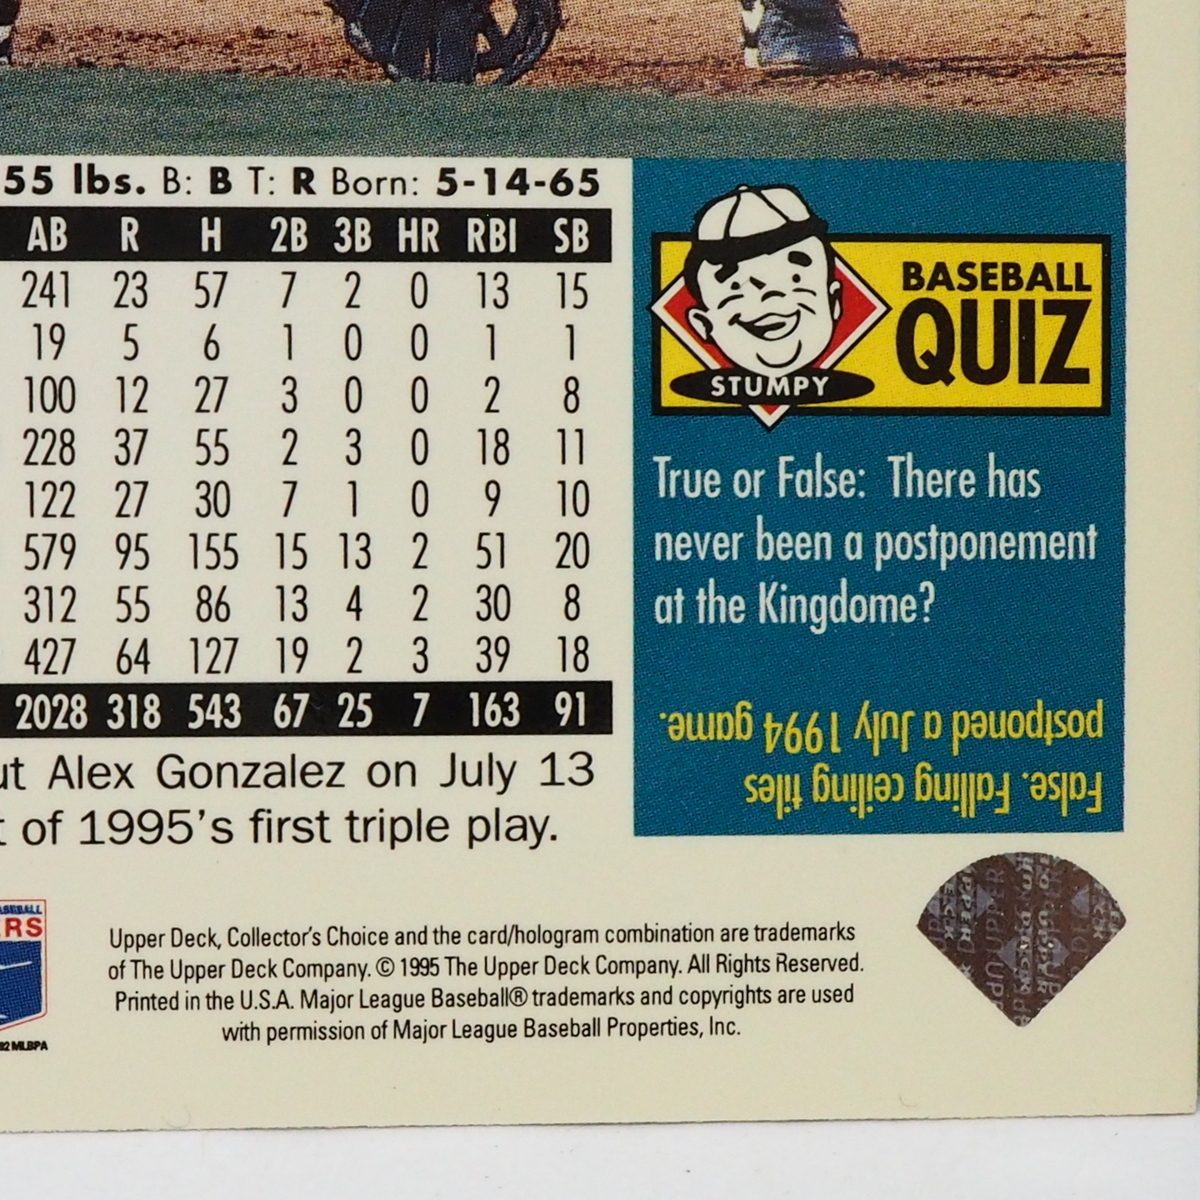 55 lbs. B: B T: R Born: 5-14-65
AB R H 2B 3B HR RBI SB
241 23 57 7 2 0 13 15
19 5 6 1 0 0 1 1
100 12 27 3 0 0 2 8
228 37 55 2 3 0 18 11
122 27 30 7 1 0 9 10
579 95 155 15 13 2 51 20
312 55 86 13 4 2 30 8
427 64 127 19 2 3 39 18
2028 318 543 67 25 7 163 91
ut Alex Gonzalez on July 13
t of 1995's first triple play.
BASEBALL
QUIZ
STUMPY
True or False: There has
never been a postponement
at the Kingdome?
False. Falling ceiling tiles
postponed a July 1994 game.
Upper Deck, Collector's Choice and the card/hologram combination are trademarks
of The Upper Deck Company. © 1995 The Upper Deck Company. All Rights Reserved.
Printed in the U.S.A. Major League Baseball® trademarks and copyrights are used
with permission of Major League Baseball Properties, Inc.
BASEBALL
ERS
92 MLBPA